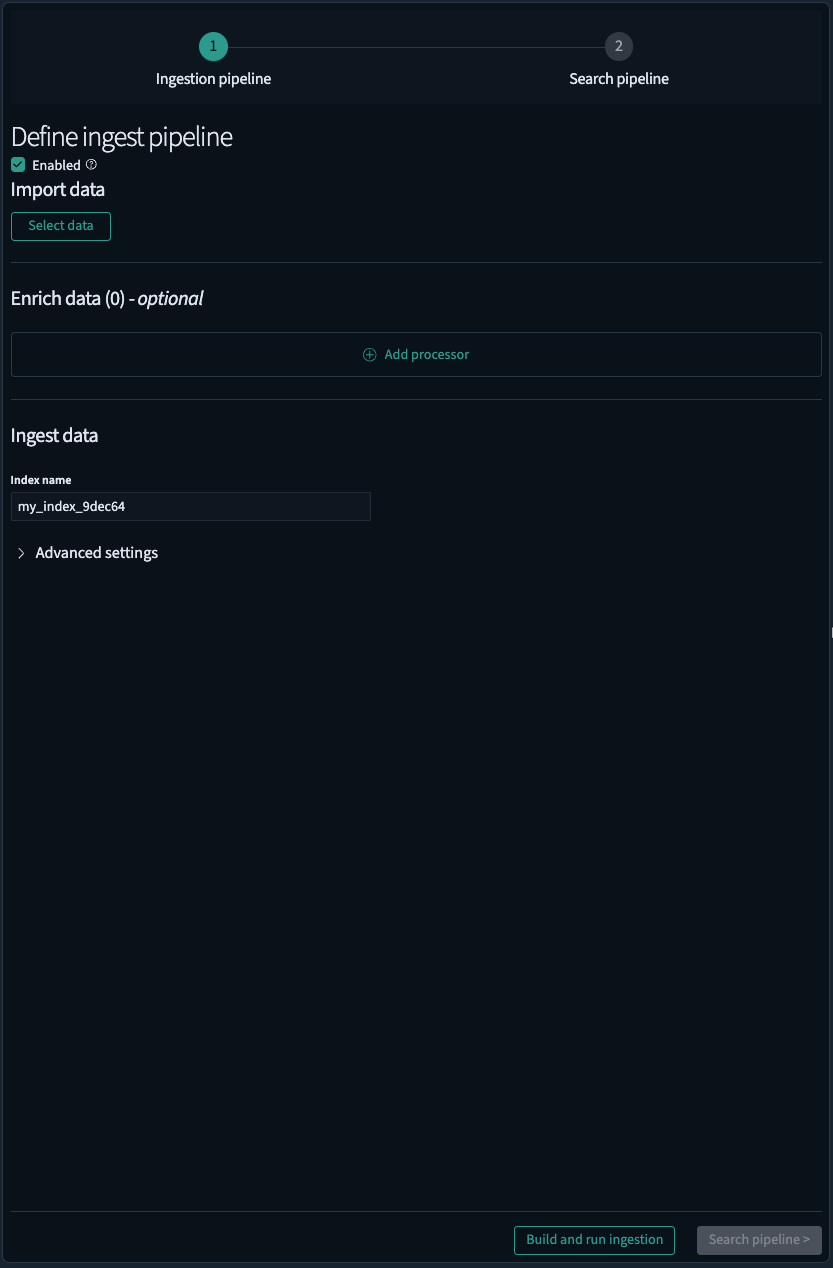 1
2
Ingestion pipeline
Search pipeline
Define ingest pipeline
Enabled ?
Import data
Select data
Enrich data (0) - optional
Add processor
Ingest data
Index name
my_index_9dec64
Advanced settings
Build and run ingestion
Search pipeline >